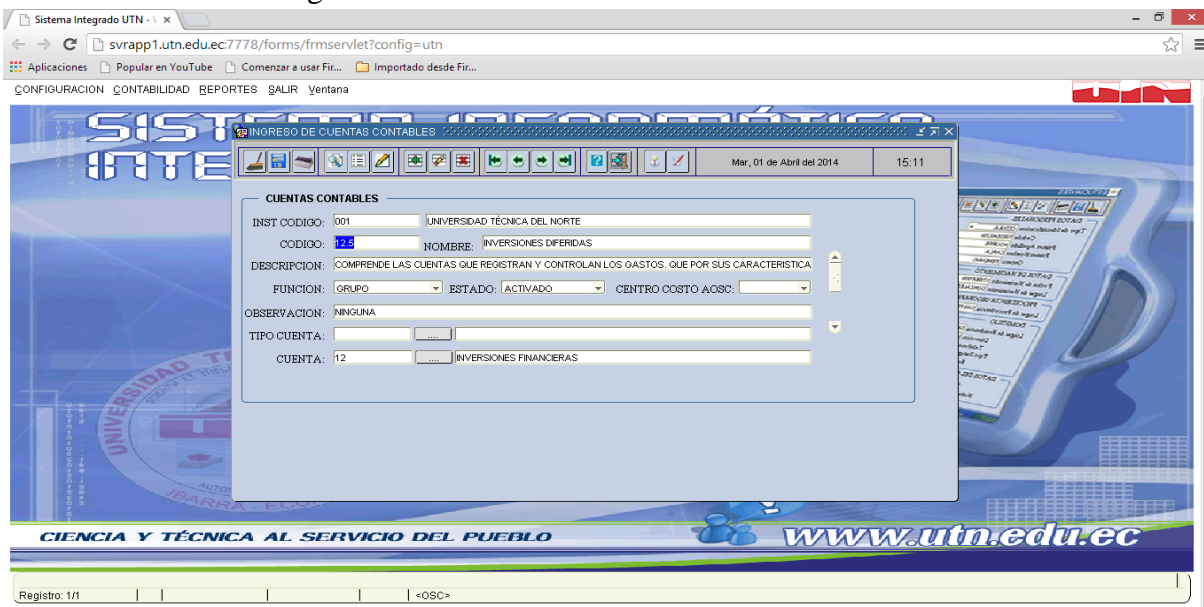 Sistema Integrado UTN - \
svrapp1.utn.edu.ec:7778/forms/frmservlet?config=utn
Aplicaciones Popular en YouTube Comenzar a usar Fir... Importado desde Fir...
CONFIGURACION CONTABILIDAD REPORTES SALIR Ventana
INGRESO DE CUENTAS CONTABLES
Mar, 01 de Abril del 2014 15:11
CUENTAS CONTABLES
INST CODIGO: 001 UNIVERSIDAD TÉCNICA DEL NORTE
CODIGO: 12.5 NOMBRE: INVERSIONES DIFERIDAS
DESCRIPCION: COMPRENDE LAS CUENTAS QUE REGISTRAN Y CONTROLAN LOS GASTOS. QUE POR SUS CARACTERISTICA
FUNCION: GRUPO ESTADO: ACTIVADO CENTRO COSTO AOSC:
OBSERVACION: NINGUNA
TIPO CUENTA: ....
CUENTA: 12 .... INVERSIONES FINANCIERAS
CIENCIA Y TÉCNICA AL SERVICIO DEL PUEBLO www.utn.edu.ec
Registro: 1/1 <OSC>